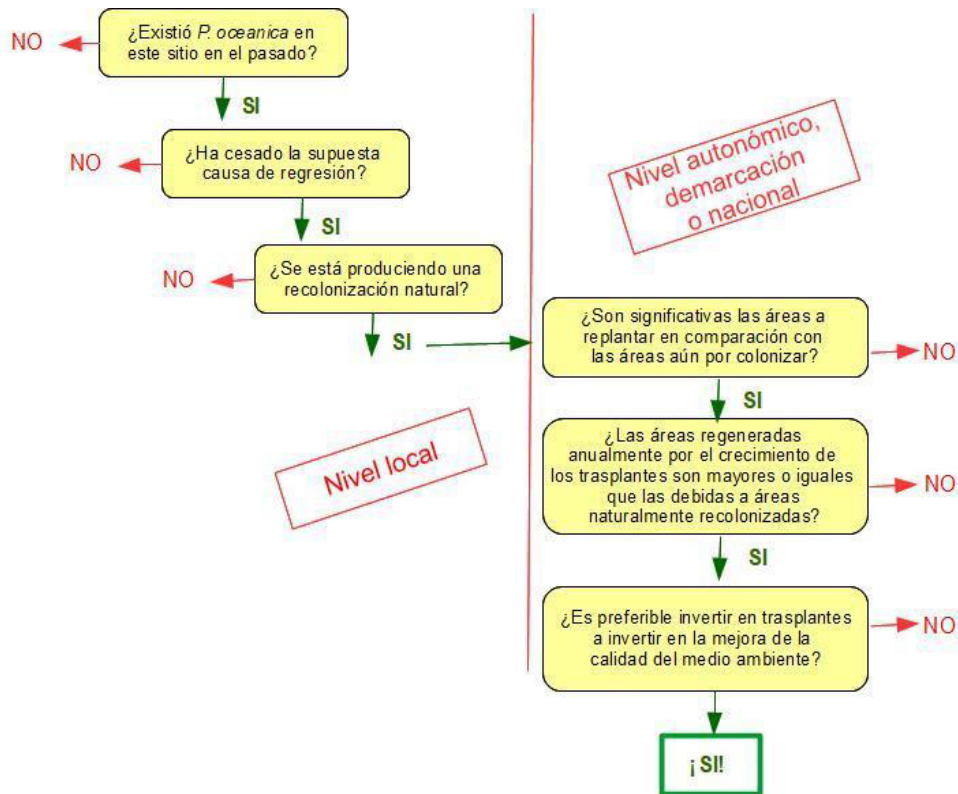 ¿Existió P. oceanica en
este sitio en el pasado?
NO
SI
¿Ha cesado la supuesta
causa de regresión?
NO
SI
¿Se está produciendo una
recolonización natural?
NO
SI
Nivel local
Nivel autonómico,
demarcación
o nacional
¿Son significativas las áreas a
replantar en comparación con
las áreas aún por colonizar?
NO
SI
¿Las áreas regeneradas
anualmente por el crecimiento de
los trasplantes son mayores o iguales
que las debidas a áreas
naturalmente recolonizadas?
NO
SI
¿Es preferible invertir en trasplantes
a invertir en la mejora de la
calidad del medio ambiente?
NO
¡SI!